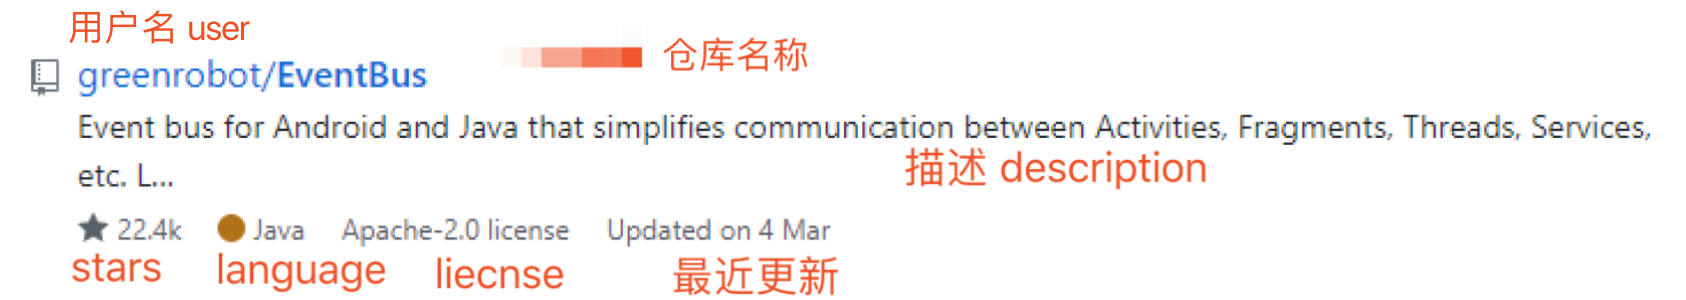 用户名 user
仓库名称
greenrobot/EventBus
Event bus for Android and Java that simplifies communication between Activities, Fragments, Threads, Services,
etc. L...
描述 description
22.4k Java Apache-2.0 license Updated on 4 Mar
stars language liecnse 最近更新